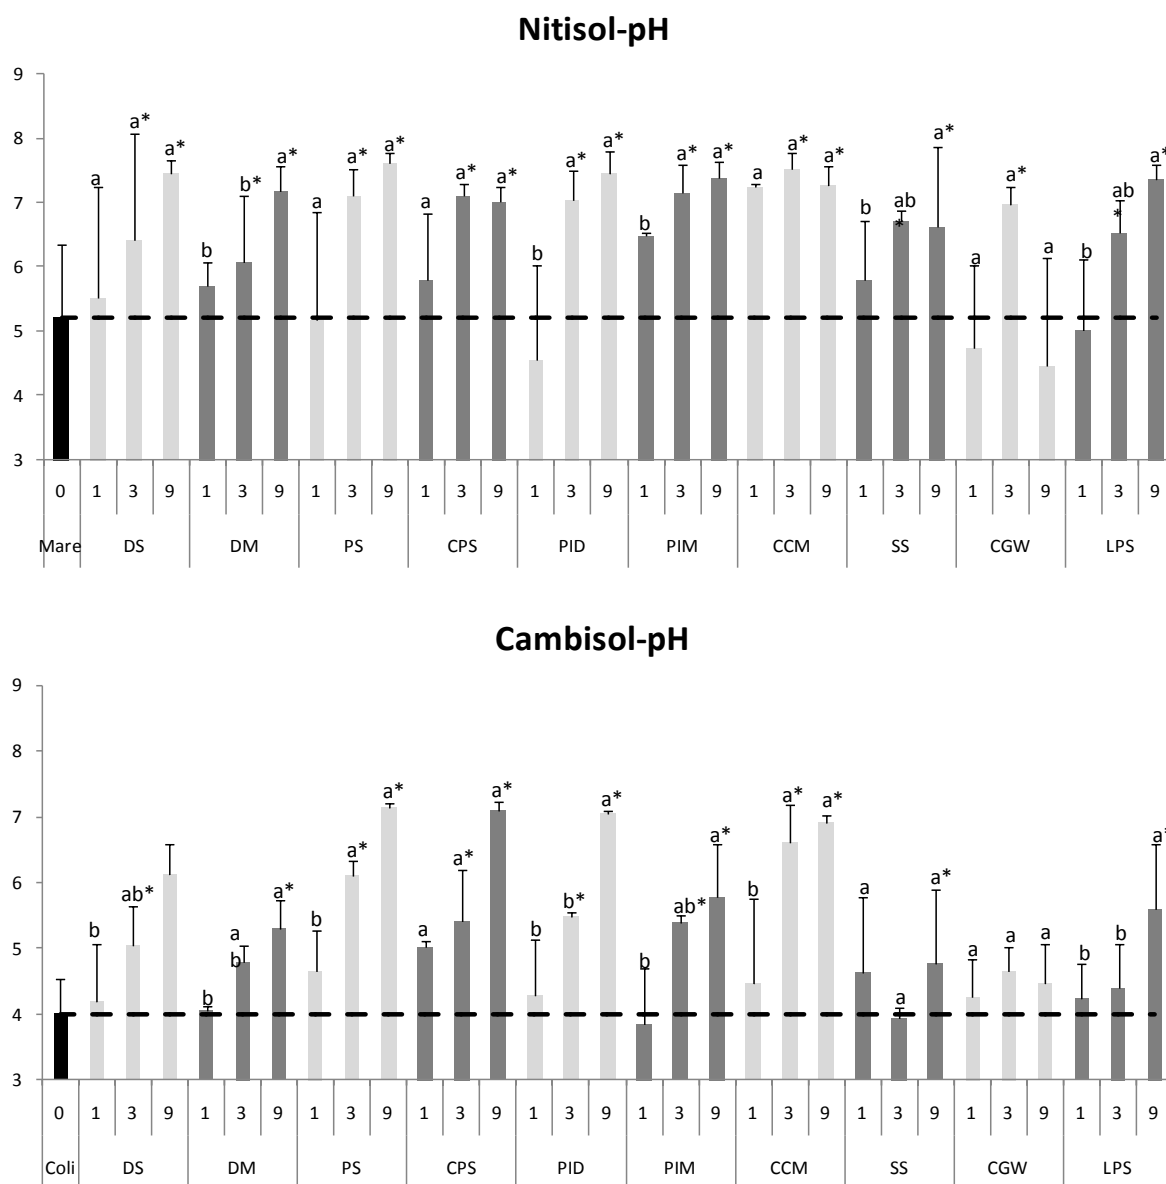 Nitisol-pH
9
8
7
6
5
4
3
a
a*
a*
b
b*
a*
a
a*
a*
a
a*
a*
b
a*
a*
b
a*
a*
a
a*
a*
b
ab
*
a*
a
a*
a
b
ab
*
a*
0 1 3 9 1 3 9 1 3 9 1 3 9 1 3 9 1 3 9 1 3 9 1 3 9 1 3 9 1 3 9
Mare DS DM PS CPS PID PIM CCM SS CGW LPS
Cambisol-pH
9
8
7
6
5
4
3
b
ab*
b
a
b
a*
b
a*
a*
a
a*
a*
b
b*
a*
b
ab*
a*
b
a*
a*
a
a
a*
a
a
a
b
b
a*
0 1 3 9 1 3 9 1 3 9 1 3 9 1 3 9 1 3 9 1 3 9 1 3 9 1 3 9 1 3 9
Coli DS DM PS CPS PID PIM CCM SS CGW LPS